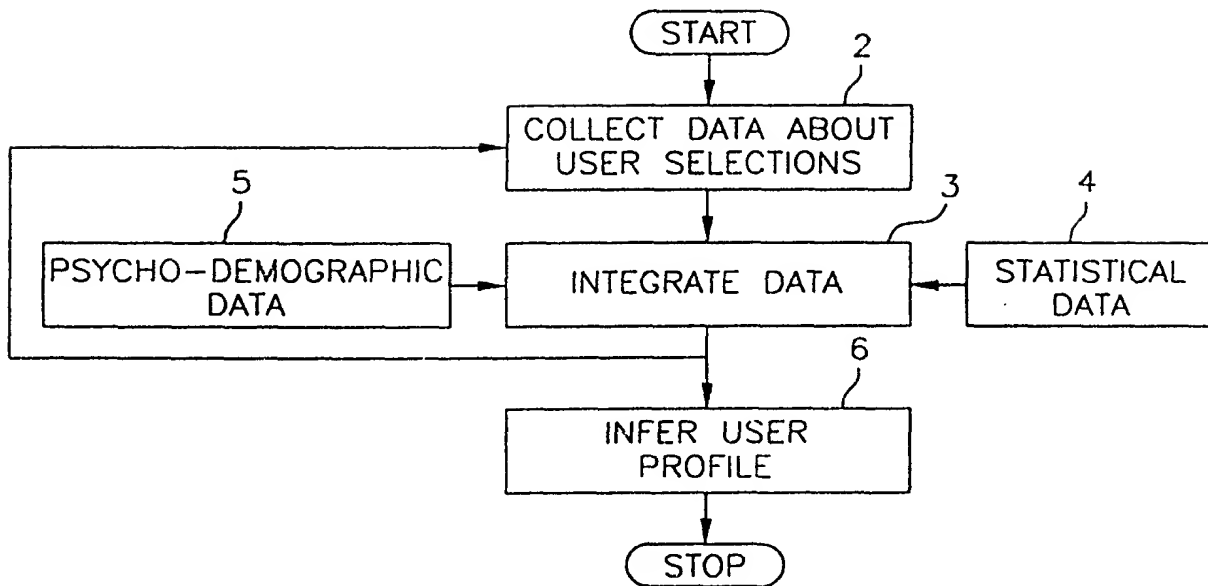 START
2
COLLECT DATA ABOUT
USER SELECTIONS
5
3
4
PSYCHO-DEMOGRAPHIC
DATA
INTEGRATE DATA
STATISTICAL
DATA
6
INFER USER
PROFILE
STOP